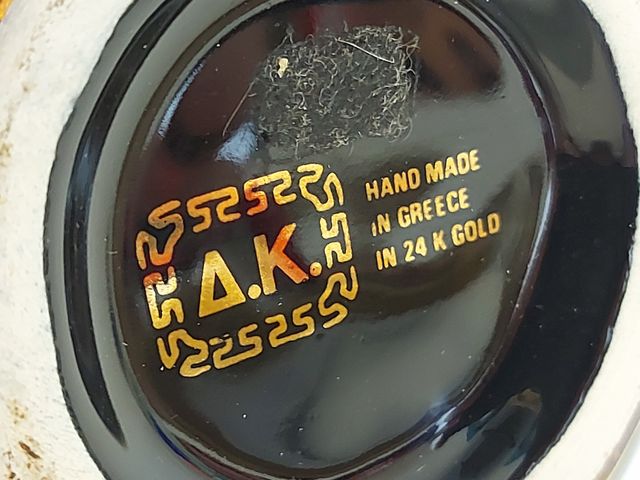 Δ.Κ.
HAND MADE
IN GREECE
IN 24 K GOLD